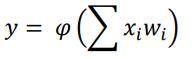 y = φ(∑ xᵢwᵢ)